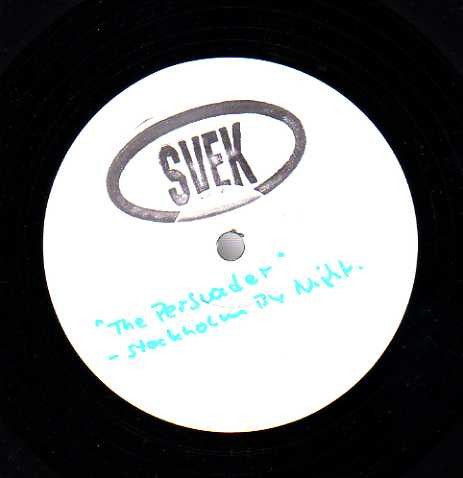 SVEK
"The Persuader"
- Stockholm By Night.